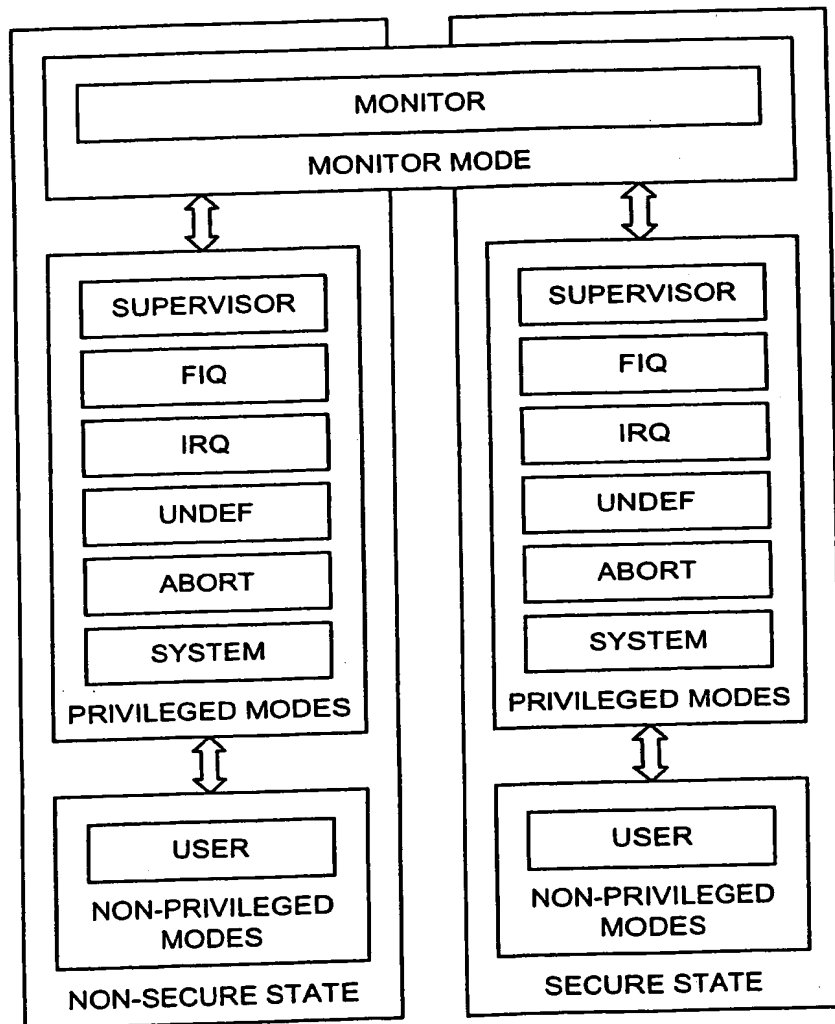 MONITOR
MONITOR MODE
SUPERVISOR
FIQ
IRQ
UNDEF
ABORT
SYSTEM
PRIVILEGED MODES
USER
NON-PRIVILEGED
MODES
NON-SECURE STATE
SUPERVISOR
FIQ
IRQ
UNDEF
ABORT
SYSTEM
PRIVILEGED MODES
USER
NON-PRIVILEGED
MODES
SECURE STATE